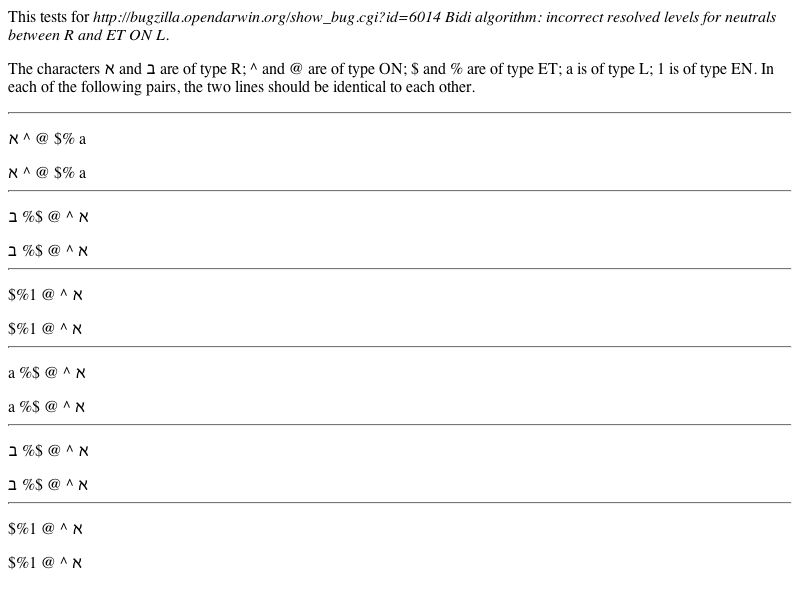 This tests for http://bugzilla.opendarwin.org/show_bug.cgi?id=6014 Bidi algorithm: incorrect resolved levels for neutrals
between R and ET ON L.
The characters א and ב are of type R; ^ and @ are of type ON; $ and % are of type ET; a is of type L; 1 is of type EN. In
each of the following pairs, the two lines should be identical to each other.
א ^ @ $% a
א ^ @ $% a
א ^ @ $% ב
א ^ @ $% ב
א ^ @ $%1
א ^ @ $%1
א ^ @ $% a
א ^ @ $% a
א ^ @ $% ב
א ^ @ $% ב
א ^ @ $%1
א ^ @ $%1